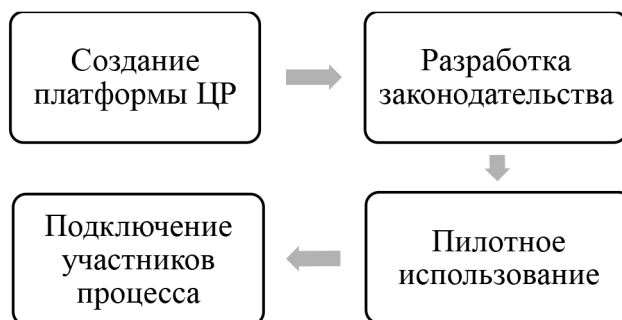 Создание
платформы ЦР
Разработка
законодательства
Пилотное
использование
Подключение
участников
процесса